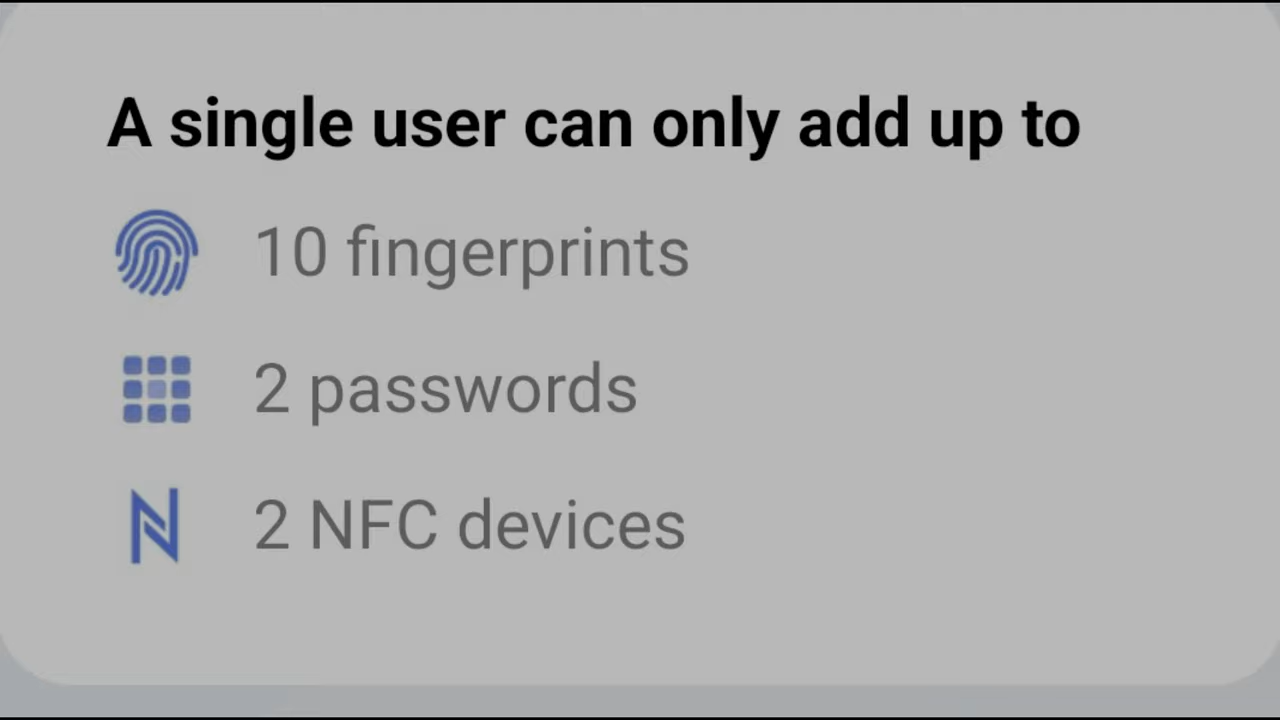 A single user can only add up to
10 fingerprints
2 passwords
2 NFC devices